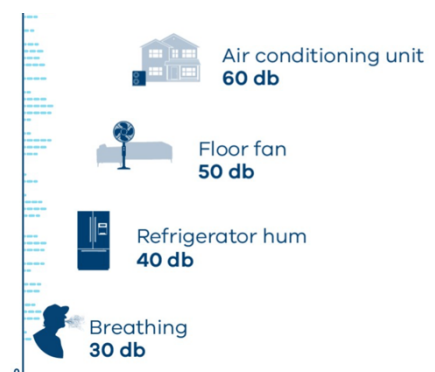 Air conditioning unit
60 db
Floor fan
50 db
Refrigerator hum
40 db
Breathing
30 db